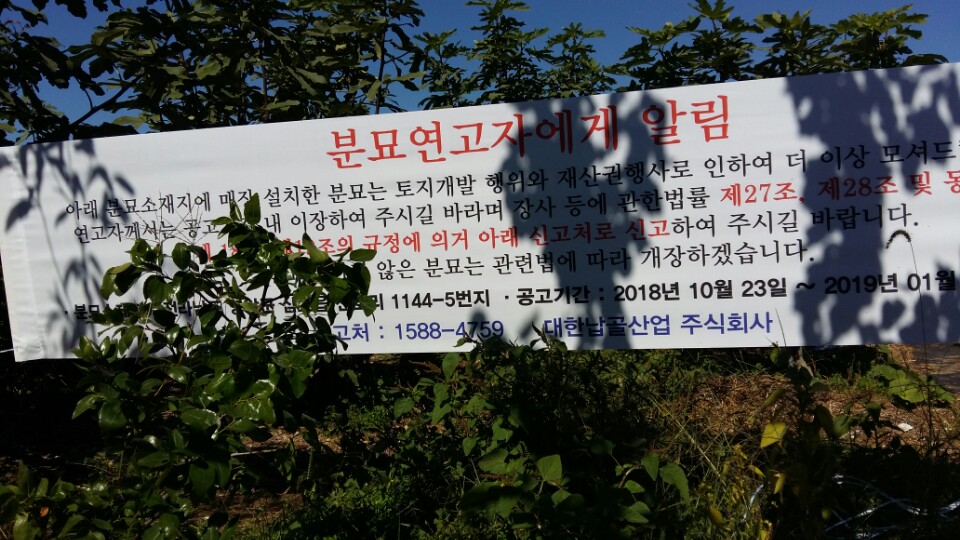 분묘연고자에게 알림
아래 분묘소재지에 매장 설치한 분묘는 토지개발 행위와 재산권행사로 인하여 더 이상 모셔드
연고자께서는 공고 내 이장하여 주시길 바라며 장사 등에 관한법률 제27조, 제28조 및 동
조의 규정에 의거 아래 신고처로 신고하여 주시길 바랍니다.
않은 분묘는 관련법에 따라 개장하겠습니다.
1144-5번지 · 공고기간 : 2018년 10월 23일 ~ 2019년 01월
고처 : 1588-4759 대한납골산업 주식회사